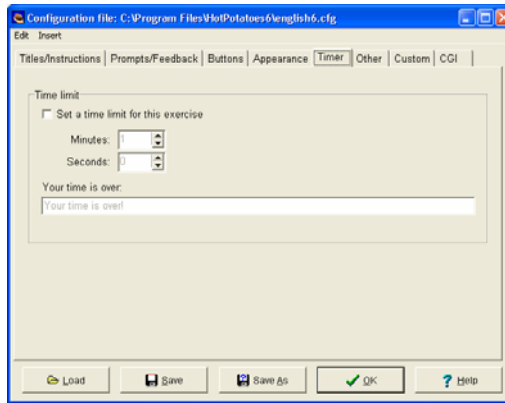 Configuration file: C:\Program Files\HotPotatoes6\english6.cfg
Edit Insert
Titles/Instructions Prompts/Feedback Buttons Appearance Timer Other Custom CGI
Time limit
Set a time limit for this exercise
Minutes: 1
Seconds: 0
Your time is over:
Your time is over!
Load Save Save As OK Help